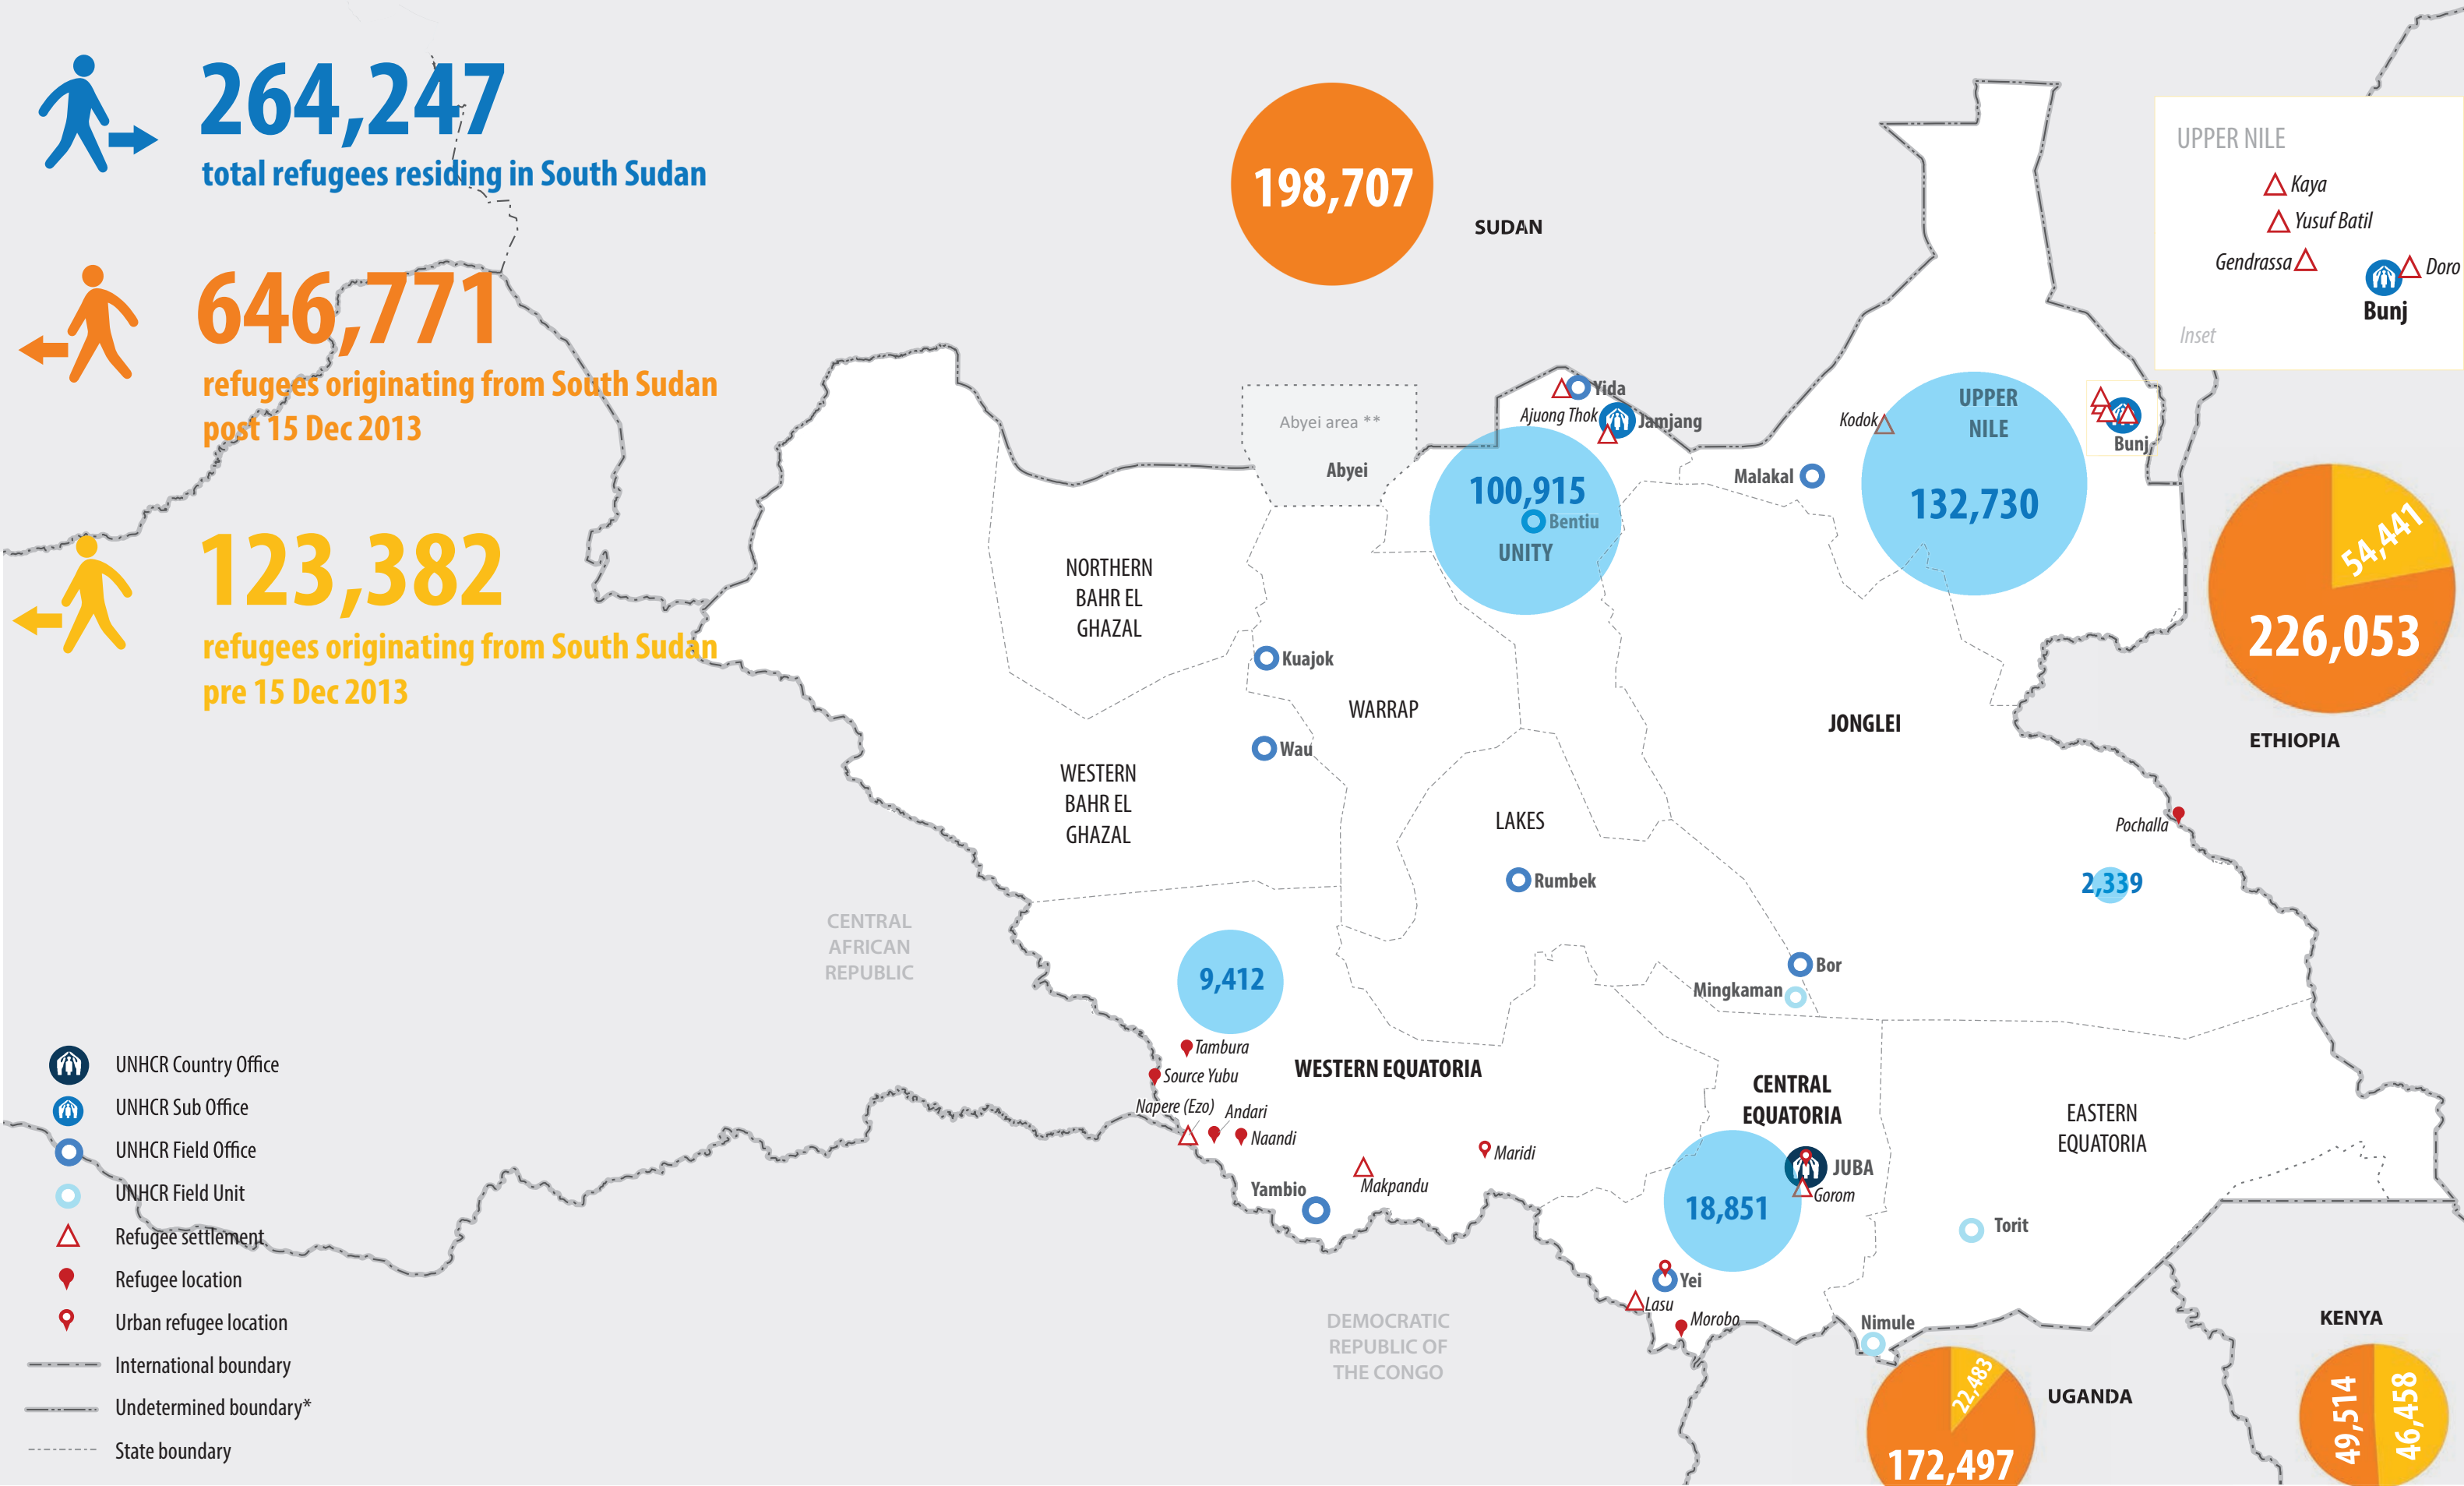 264,247
total refugees residing in South Sudan
646,771
refugees originating from South Sudan
post 15 Dec 2013
123,382
refugees originating from South Sudan
pre 15 Dec 2013
198,707
SUDAN
UPPER NILE
Kaya
Yusuf Batil
Gendrassa
Doro
Bunj
Inset
Abyei area **
Abyei
Yida
Ajuong Thok
Jamjang
100,915
Bentiu
UNITY
Kodok
UPPER
NILE
132,730
Malakal
Bunj
54,441
226,053
ETHIOPIA
NORTHERN
BAHR EL
GHAZAL
Kuajok
WARRAP
Wau
WESTERN
BAHR EL
GHAZAL
JONGLEI
LAKES
Rumbek
Pochalla
2,339
CENTRAL
AFRICAN
REPUBLIC
9,412
Bor
Mingkaman
Tambura
Source Yubu
Napere (Ezo)
Andari
Naandi
WESTERN EQUATORIA
Maridi
Makpandu
Yambio
CENTRAL
EQUATORIA
JUBA
Gorom
18,851
EASTERN
EQUATORIA
Torit
Yei
Lasu
Morobo
Nimule
DEMOCRATIC
REPUBLIC OF
THE CONGO
22,483
172,497
UGANDA
KENYA
49,514
46,458
UNHCR Country Office
UNHCR Sub Office
UNHCR Field Office
UNHCR Field Unit
Refugee settlement
Refugee location
Urban refugee location
International boundary
Undetermined boundary*
State boundary